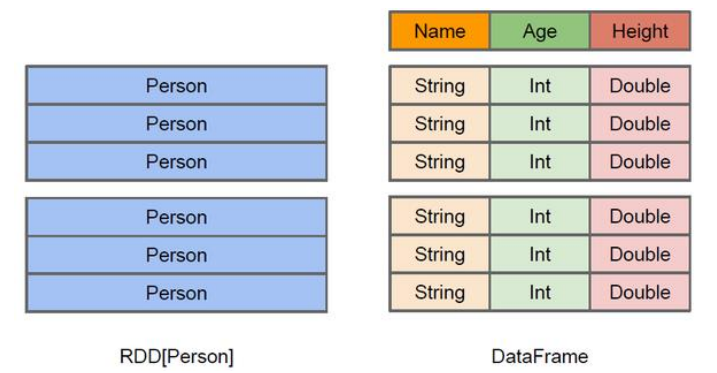 Name Age Height
Person String Int Double
Person String Int Double
Person String Int Double
Person String Int Double
Person String Int Double
Person String Int Double
RDD[Person] DataFrame